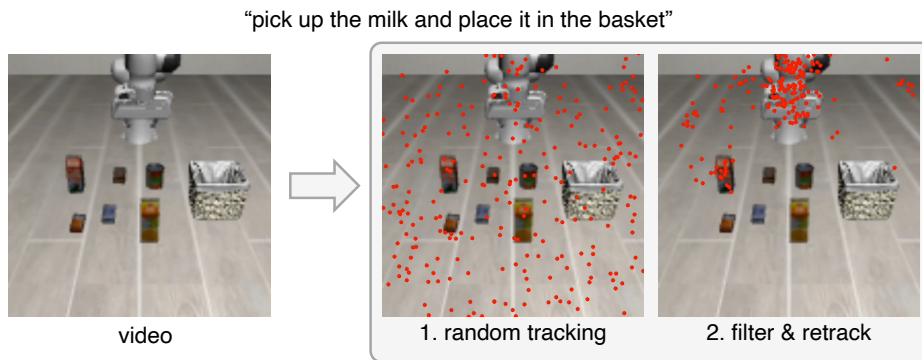 “pick up the milk and place it in the basket”
video
1. random tracking
2. filter & retrack